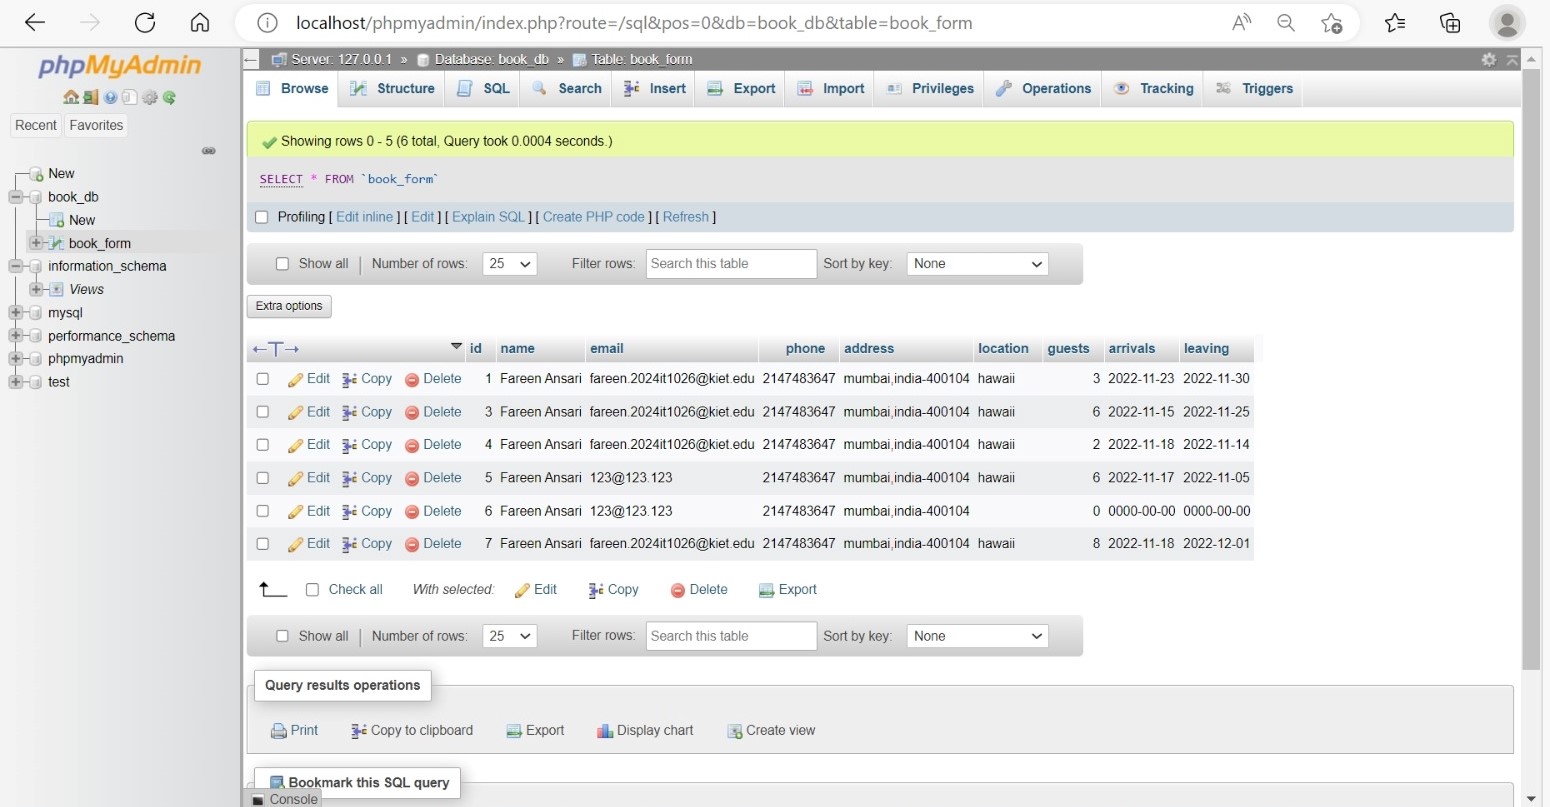 localhost/phpmyadmin/index.php?route=/sql&pos=0&db=book_db&table=book_form
phpMyAdmin
Recent Favorites
New
book_db
New
book_form
information_schema
Views
mysql
performance_schema
phpmyadmin
test
Server: 127.0.0.1 » Database: book_db » Table: book_form
Browse Structure SQL Search Insert Export Import Privileges Operations Tracking Triggers
Showing rows 0 - 5 (6 total, Query took 0.0004 seconds.)
SELECT * FROM `book_form`
Profiling [ Edit inline ] [ Edit ] [ Explain SQL ] [ Create PHP code ] [ Refresh ]
Show all | Number of rows: 25 Filter rows: Search this table Sort by key: None
Extra options
←T→ id name email phone address location guests arrivals leaving
Edit Copy Delete 1 Fareen Ansari fareen.2024it1026@kiet.edu 2147483647 mumbai,india-400104 hawaii 3 2022-11-23 2022-11-30
Edit Copy Delete 3 Fareen Ansari fareen.2024it1026@kiet.edu 2147483647 mumbai,india-400104 hawaii 6 2022-11-15 2022-11-25
Edit Copy Delete 4 Fareen Ansari fareen.2024it1026@kiet.edu 2147483647 mumbai,india-400104 hawaii 2 2022-11-18 2022-11-14
Edit Copy Delete 5 Fareen Ansari 123@123.123 2147483647 mumbai,india-400104 hawaii 6 2022-11-17 2022-11-05
Edit Copy Delete 6 Fareen Ansari 123@123.123 2147483647 mumbai,india-400104 0 0000-00-00 0000-00-00
Edit Copy Delete 7 Fareen Ansari fareen.2024it1026@kiet.edu 2147483647 mumbai,india-400104 hawaii 8 2022-11-18 2022-12-01
Check all With selected: Edit Copy Delete Export
Show all | Number of rows: 25 Filter rows: Search this table Sort by key: None
Query results operations
Print Copy to clipboard Export Display chart Create view
Bookmark this SQL query
Console